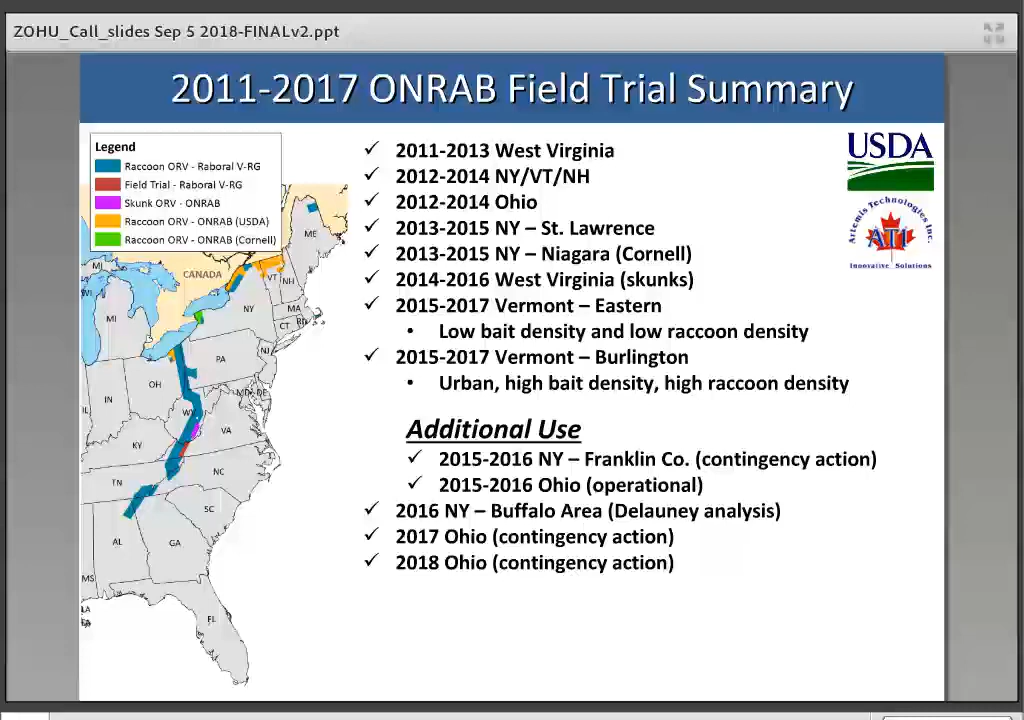 ZOHU_Call_slides Sep 5 2018-FINALv2.ppt
2011-2017 ONRAB Field Trial Summary
Legend
Raccoon ORV - Raboral V-RG
Field Trial - Raboral V-RG
Skunk ORV - ONRAB
Raccoon ORV - ONRAB (USDA)
Raccoon ORV - ONRAB (Cornell)
✓ 2011-2013 West Virginia
✓ 2012-2014 NY/VT/NH
✓ 2012-2014 Ohio
✓ 2013-2015 NY – St. Lawrence
✓ 2013-2015 NY – Niagara (Cornell)
✓ 2014-2016 West Virginia (skunks)
✓ 2015-2017 Vermont – Eastern
• Low bait density and low raccoon density
✓ 2015-2017 Vermont – Burlington
• Urban, high bait density, high raccoon density
Additional Use
✓ 2015-2016 NY – Franklin Co. (contingency action)
✓ 2015-2016 Ohio (operational)
✓ 2016 NY – Buffalo Area (Delauney analysis)
✓ 2017 Ohio (contingency action)
✓ 2018 Ohio (contingency action)
USDA
Artemis Technologies Inc.
ATI
Innovative Solutions
ME
MI
CANADA
VT
NH
WI
MI
NY
MA
CT
RI
PA
NJ
OH
IN
IL
MD
DE
WV
VA
KY
NC
TN
SC
AL
GA
MS
LA
FL